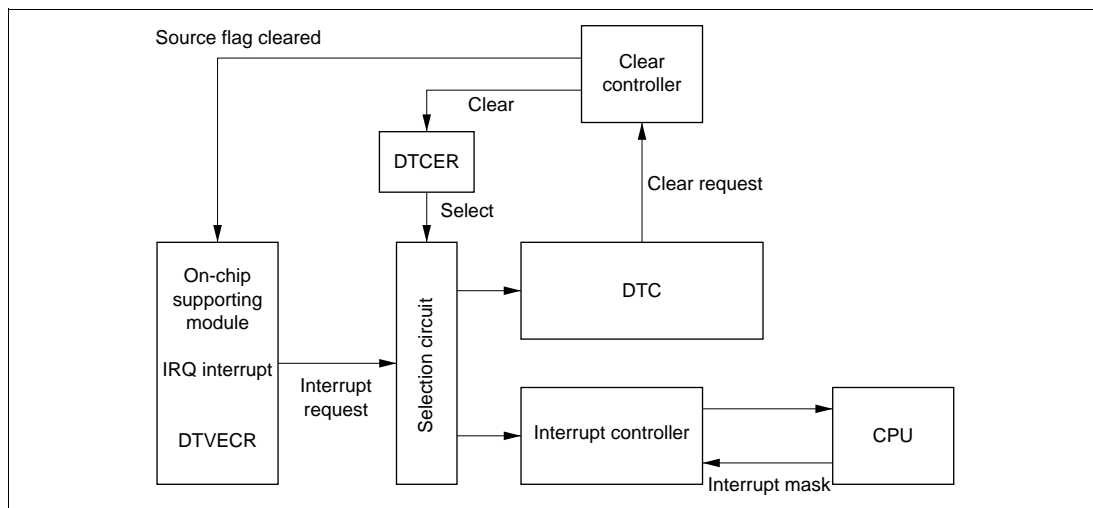 Source flag cleared
Clear
controller
Clear
DTCER
Clear request
Select
On-chip
supporting
module
IRQ interrupt
DTVECR
Interrupt
request
Selection circuit
DTC
Interrupt controller
CPU
Interrupt mask